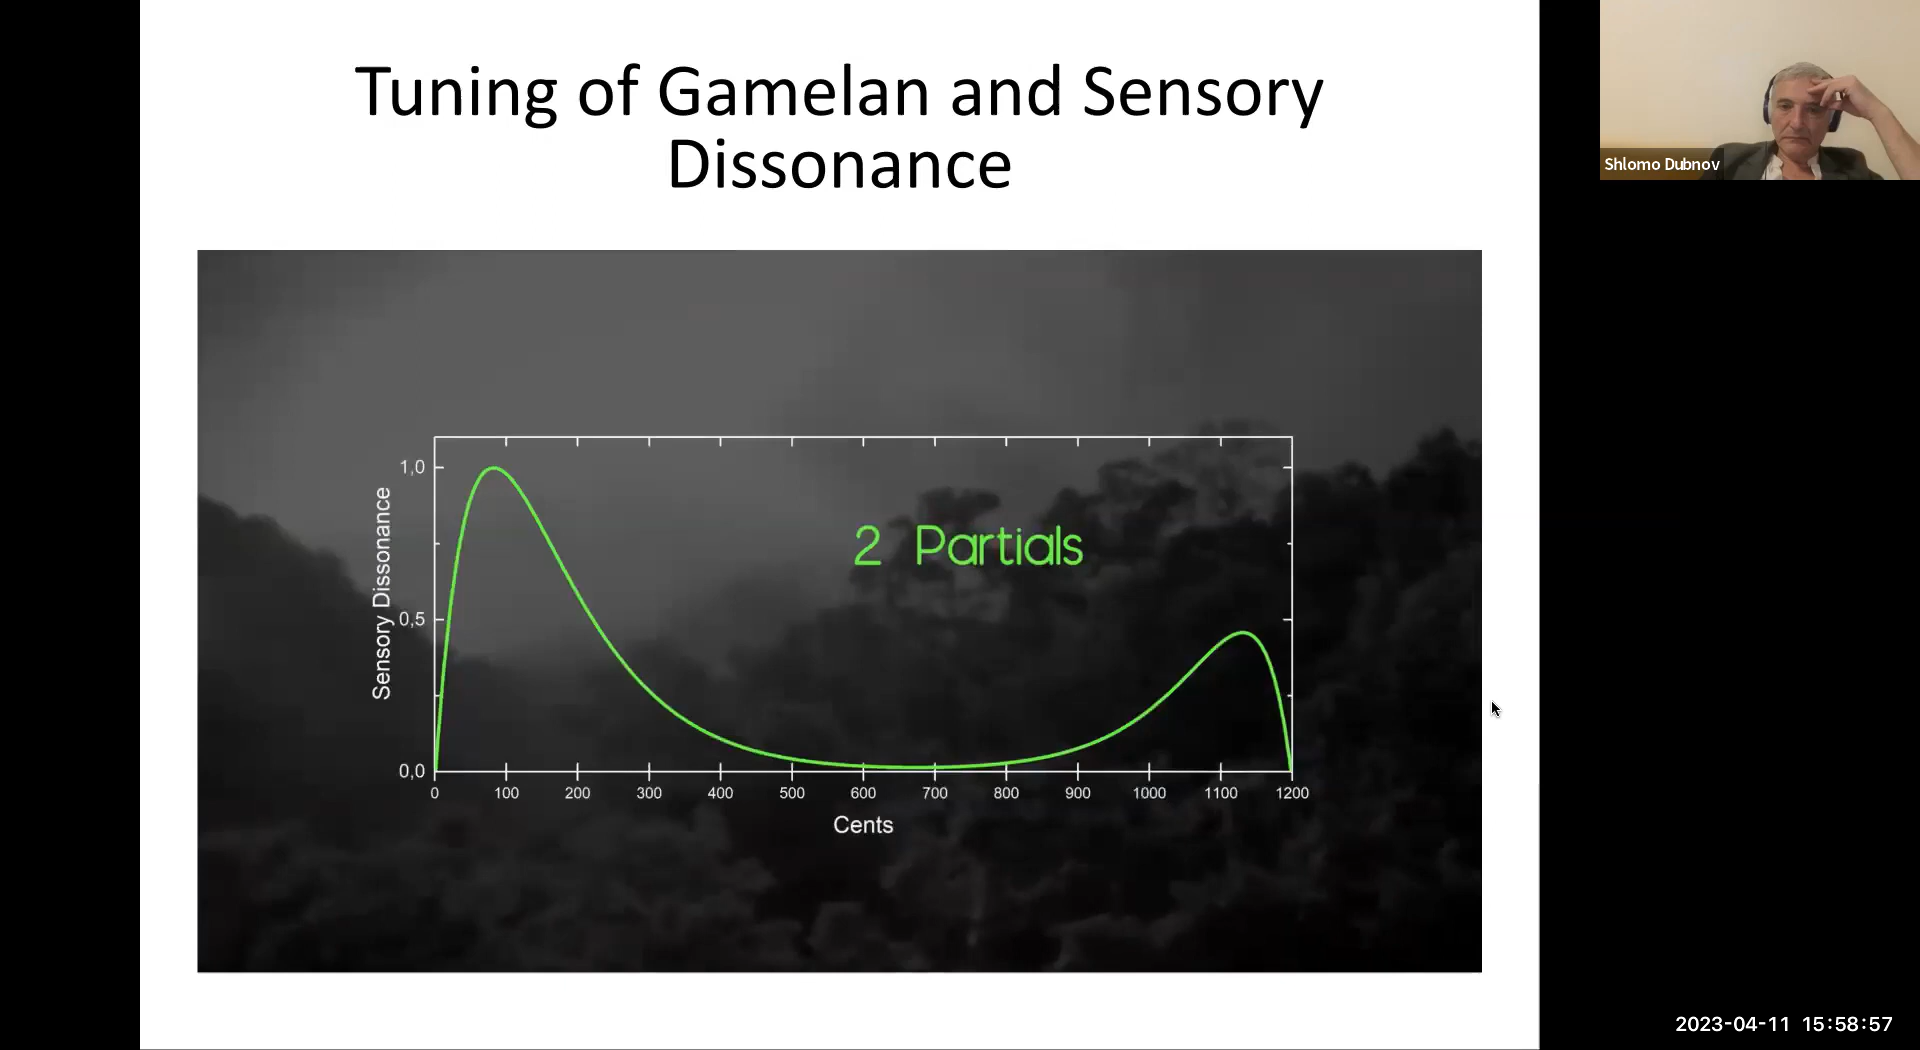 Tuning of Gamelan and Sensory
Dissonance
Shlomo Dubnov
2 Partials
Sensory Dissonance
1,0
0,5
0,0
0 100 200 300 400 500 600 700 800 900 1000 1100 1200
Cents
2023-04-11 15:58:57